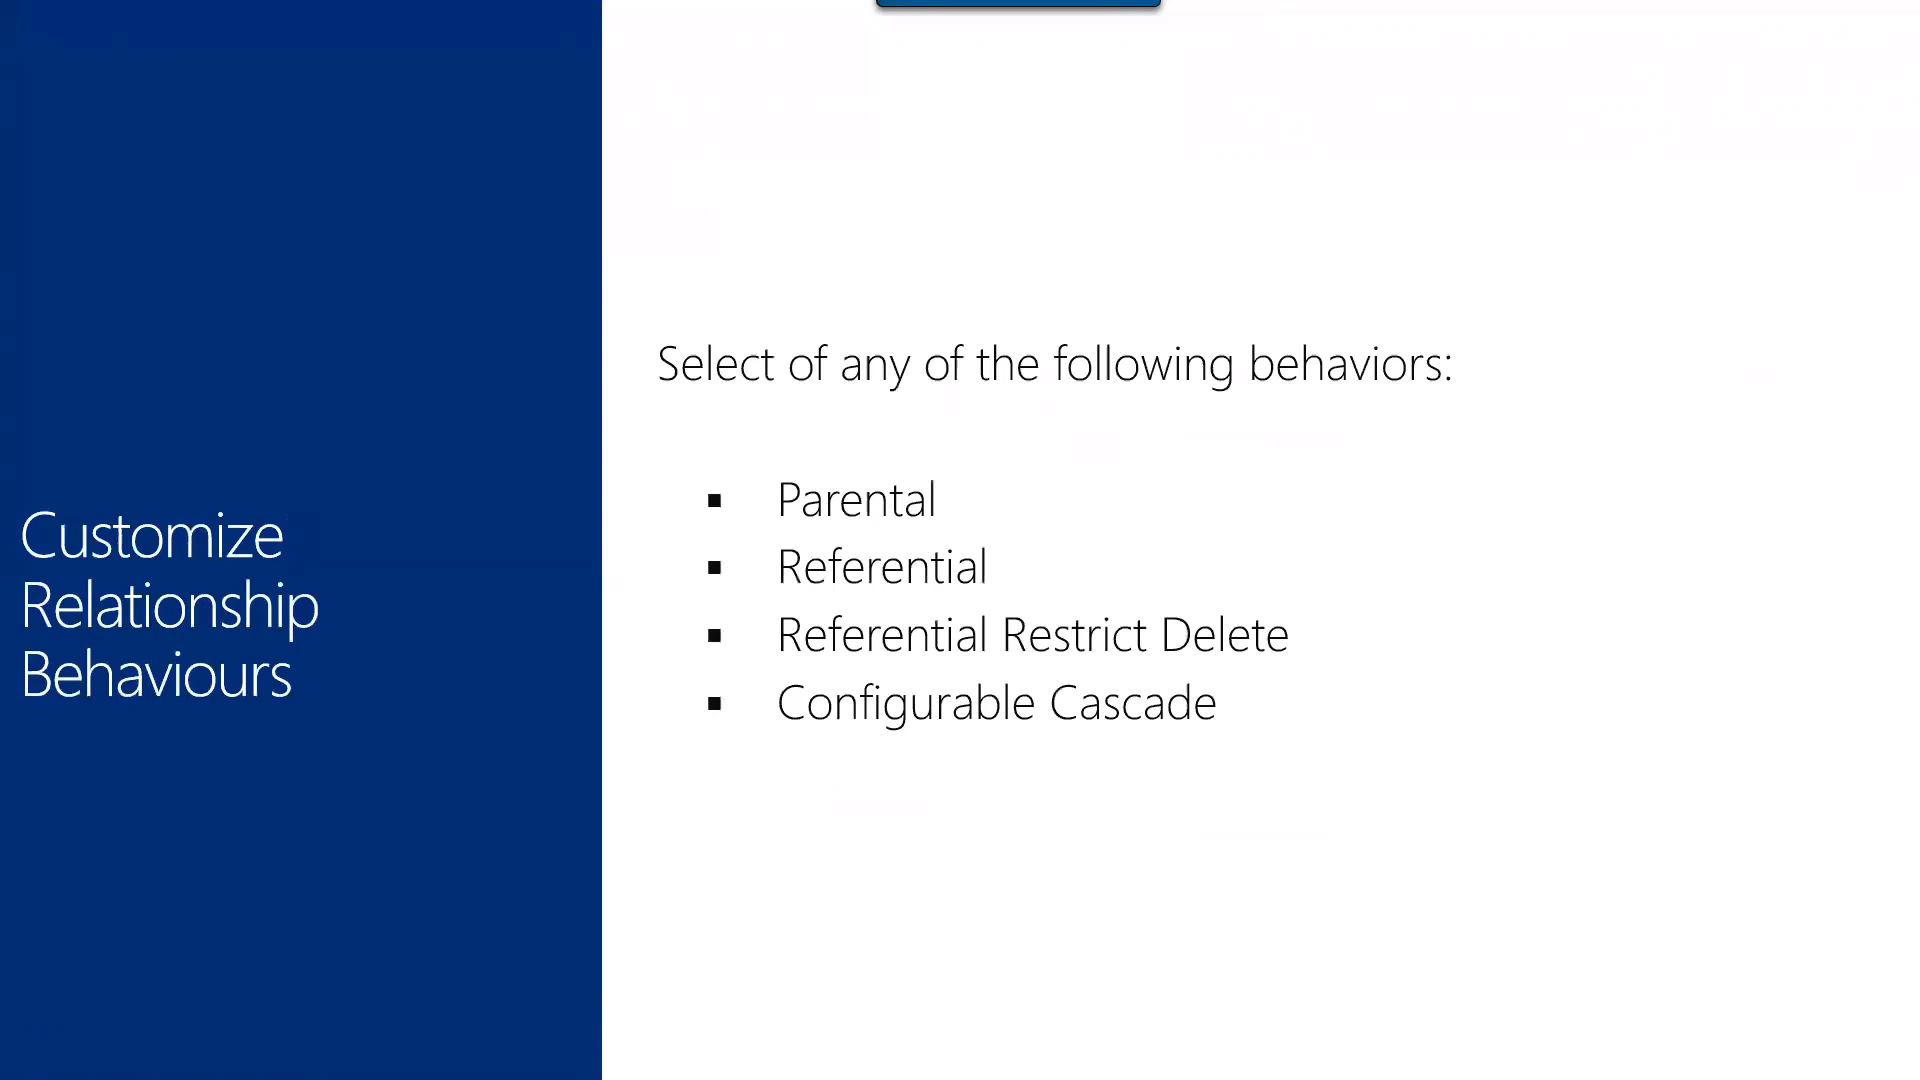 Customize
Relationship
Behaviours
Select of any of the following behaviors:
▪ Parental
▪ Referential
▪ Referential Restrict Delete
▪ Configurable Cascade